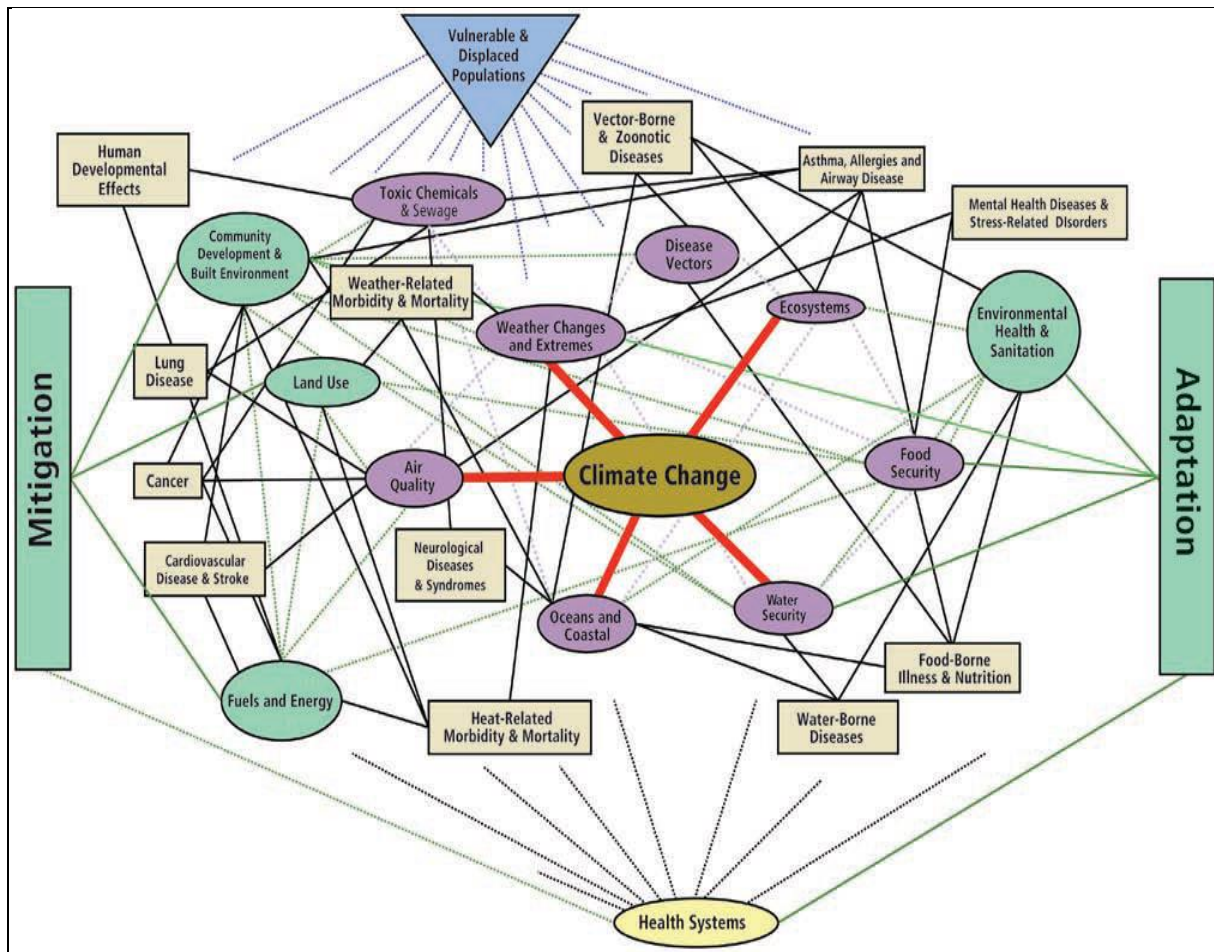 Vulnerable &
Displaced
Populations
Vector-Borne
& Zoonotic
Diseases
Human
Developmental
Effects
Asthma, Allergies and
Airway Disease
Toxic Chemicals
& Sewage
Mental Health Diseases &
Stress-Related DIsorders
Community
Development &
Built Environment
Disease
Vectors
Weather-Related
Morbidity & Mortality
Ecosystems
Environmental
Health &
Sanitation
Weather Changes
and Extremes
Lung
Disease
Land Use
Mitigation
Adaptation
Cancer
Air
Quality
Climate Change
Food
Security
Cardiovascular
Disease & Stroke
Neurological
Diseases
& Syndromes
Oceans and
Coastal
Water
Security
Food-Borne
Illness & Nutrition
Fuels and Energy
Heat-Related
Morbidity & Mortality
Water-Borne
Diseases
Health Systems